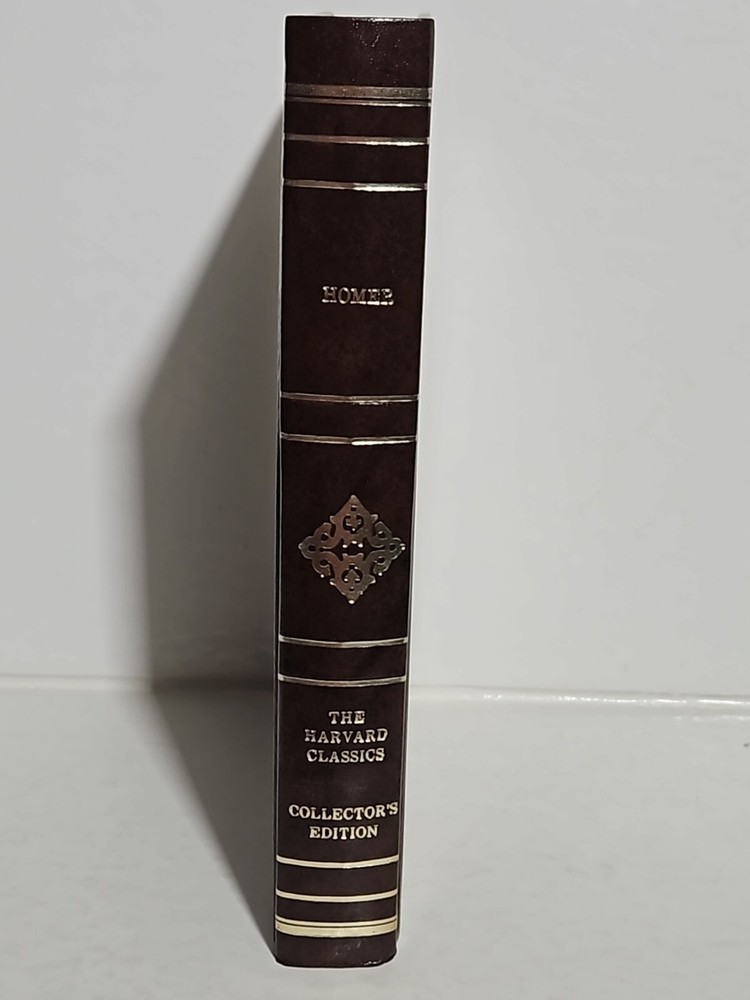 HOMER
THE
HARVARD
CLASSICS
COLLECTOR'S
EDITION